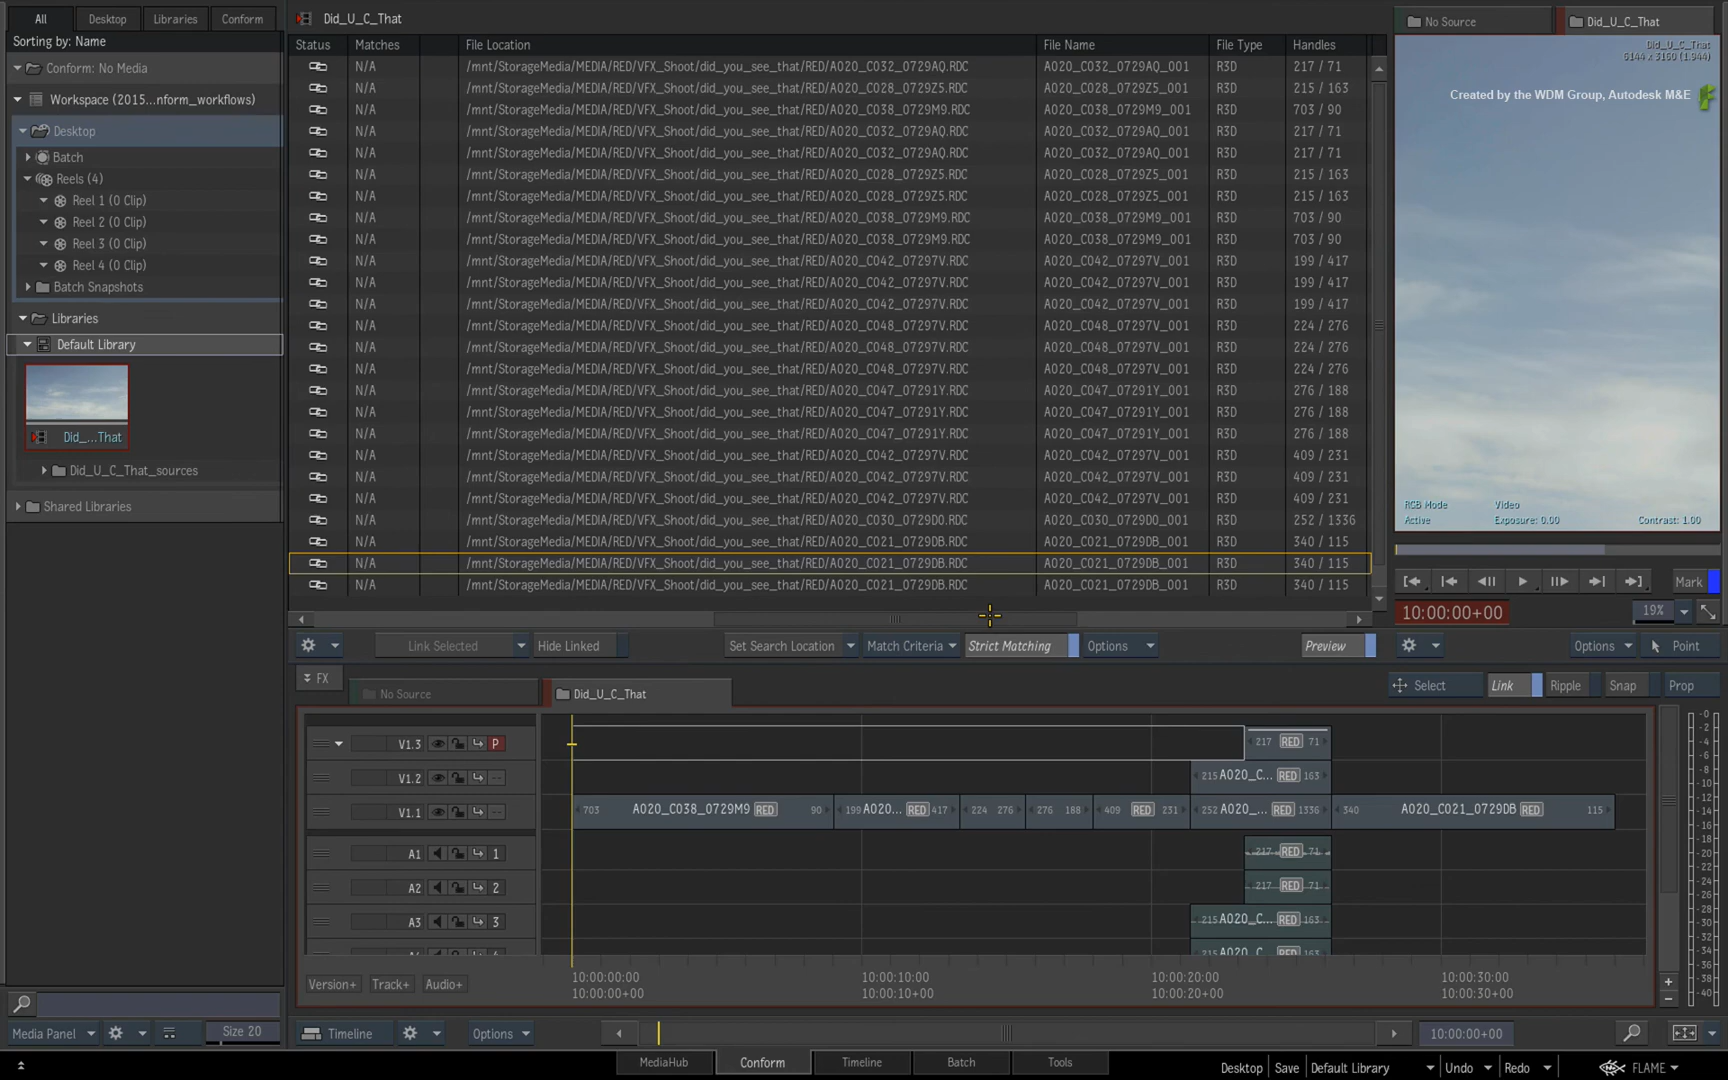 All Desktop Libraries Conform
Sorting by: Name
Conform: No Media
Workspace (2015...nform_workflows)
Desktop
Batch
Reels (4)
Reel 1 (0 Clip)
Reel 2 (0 Clip)
Reel 3 (0 Clip)
Reel 4 (0 Clip)
Batch Snapshots
Libraries
Default Library
Did_...That
Did_U_C_That_sources
Shared Libraries
Did_U_C_That
Status Matches File Location File Name File Type Handles
N/A /mnt/StorageMedia/MEDIA/RED/VFX_Shoot/did_you_see_that/RED/A020_C032_0729AQ.RDC A020_C032_0729AQ_001 R3D 217 / 71
N/A /mnt/StorageMedia/MEDIA/RED/VFX_Shoot/did_you_see_that/RED/A020_C028_0729Z5.RDC A020_C028_0729Z5_001 R3D 215 / 163
N/A /mnt/StorageMedia/MEDIA/RED/VFX_Shoot/did_you_see_that/RED/A020_C038_0729M9.RDC A020_C038_0729M9_001 R3D 703 / 90
N/A /mnt/StorageMedia/MEDIA/RED/VFX_Shoot/did_you_see_that/RED/A020_C032_0729AQ.RDC A020_C032_0729AQ_001 R3D 217 / 71
N/A /mnt/StorageMedia/MEDIA/RED/VFX_Shoot/did_you_see_that/RED/A020_C032_0729AQ.RDC A020_C032_0729AQ_001 R3D 217 / 71
N/A /mnt/StorageMedia/MEDIA/RED/VFX_Shoot/did_you_see_that/RED/A020_C028_0729Z5.RDC A020_C028_0729Z5_001 R3D 215 / 163
N/A /mnt/StorageMedia/MEDIA/RED/VFX_Shoot/did_you_see_that/RED/A020_C028_0729Z5.RDC A020_C028_0729Z5_001 R3D 215 / 163
N/A /mnt/StorageMedia/MEDIA/RED/VFX_Shoot/did_you_see_that/RED/A020_C038_0729M9.RDC A020_C038_0729M9_001 R3D 703 / 90
N/A /mnt/StorageMedia/MEDIA/RED/VFX_Shoot/did_you_see_that/RED/A020_C038_0729M9.RDC A020_C038_0729M9_001 R3D 703 / 90
N/A /mnt/StorageMedia/MEDIA/RED/VFX_Shoot/did_you_see_that/RED/A020_C042_07297V.RDC A020_C042_07297V_001 R3D 199 / 417
N/A /mnt/StorageMedia/MEDIA/RED/VFX_Shoot/did_you_see_that/RED/A020_C042_07297V.RDC A020_C042_07297V_001 R3D 199 / 417
N/A /mnt/StorageMedia/MEDIA/RED/VFX_Shoot/did_you_see_that/RED/A020_C042_07297V.RDC A020_C042_07297V_001 R3D 199 / 417
N/A /mnt/StorageMedia/MEDIA/RED/VFX_Shoot/did_you_see_that/RED/A020_C048_07297V.RDC A020_C048_07297V_001 R3D 224 / 276
N/A /mnt/StorageMedia/MEDIA/RED/VFX_Shoot/did_you_see_that/RED/A020_C048_07297V.RDC A020_C048_07297V_001 R3D 224 / 276
N/A /mnt/StorageMedia/MEDIA/RED/VFX_Shoot/did_you_see_that/RED/A020_C048_07297V.RDC A020_C048_07297V_001 R3D 224 / 276
N/A /mnt/StorageMedia/MEDIA/RED/VFX_Shoot/did_you_see_that/RED/A020_C047_07291Y.RDC A020_C047_07291Y_001 R3D 276 / 188
N/A /mnt/StorageMedia/MEDIA/RED/VFX_Shoot/did_you_see_that/RED/A020_C047_07291Y.RDC A020_C047_07291Y_001 R3D 276 / 188
N/A /mnt/StorageMedia/MEDIA/RED/VFX_Shoot/did_you_see_that/RED/A020_C047_07291Y.RDC A020_C047_07291Y_001 R3D 276 / 188
N/A /mnt/StorageMedia/MEDIA/RED/VFX_Shoot/did_you_see_that/RED/A020_C042_07297V.RDC A020_C042_07297V_001 R3D 409 / 231
N/A /mnt/StorageMedia/MEDIA/RED/VFX_Shoot/did_you_see_that/RED/A020_C042_07297V.RDC A020_C042_07297V_001 R3D 409 / 231
N/A /mnt/StorageMedia/MEDIA/RED/VFX_Shoot/did_you_see_that/RED/A020_C042_07297V.RDC A020_C042_07297V_001 R3D 409 / 231
N/A /mnt/StorageMedia/MEDIA/RED/VFX_Shoot/did_you_see_that/RED/A020_C030_0729D0.RDC A020_C030_0729D0_001 R3D 252 / 1336
N/A /mnt/StorageMedia/MEDIA/RED/VFX_Shoot/did_you_see_that/RED/A020_C021_0729DB.RDC A020_C021_0729DB_001 R3D 340 / 115
N/A /mnt/StorageMedia/MEDIA/RED/VFX_Shoot/did_you_see_that/RED/A020_C021_0729DB.RDC A020_C021_0729DB_001 R3D 340 / 115
N/A /mnt/StorageMedia/MEDIA/RED/VFX_Shoot/did_you_see_that/RED/A020_C021_0729DB.RDC A020_C021_0729DB_001 R3D 340 / 115
Link Selected Hide Linked Set Search Location Match Criteria Strict Matching Options Preview
No Source Did_U_C_That
Did_U_C_That
6144 x 3160 (1.944)
Created by the WDM Group, Autodesk M&E
RGB Mode Video
Active Exposure: 0.00 Contrast: 1.00
Mark
10:00:00+00 19%
Options Point
FX No Source Did_U_C_That Select Link Ripple Snap Prop
V1.3 P 217 RED 71
V1.2 -- 215 A020_C... RED 163
V1.1 -- 703 A020_C038_0729M9 RED 90 199 A020... RED 417 224 276 276 188 409 RED 231 252 A020_... RED 1336 340 A020_C021_0729DB RED 115
A1 1 217 RED 71
A2 2 217 RED 71
A3 3 215 A020_C... RED 163
215 A020_C RED 163
10:00:00:00 10:00:10:00 10:00:20:00 10:00:30:00
10:00:00+00 10:00:10+00 10:00:20+00 10:00:30+00
Version+ Track+ Audio+
-0
-2
-4
-6
-8
-10
-12
-14
-16
-18
-20
-22
-24
-26
-28
-30
-32
-34
-36
-38
-40
Media Panel Size 20 Timeline Options 10:00:00+00
MediaHub Conform Timeline Batch Tools
Desktop Save Default Library Undo Redo FLAME